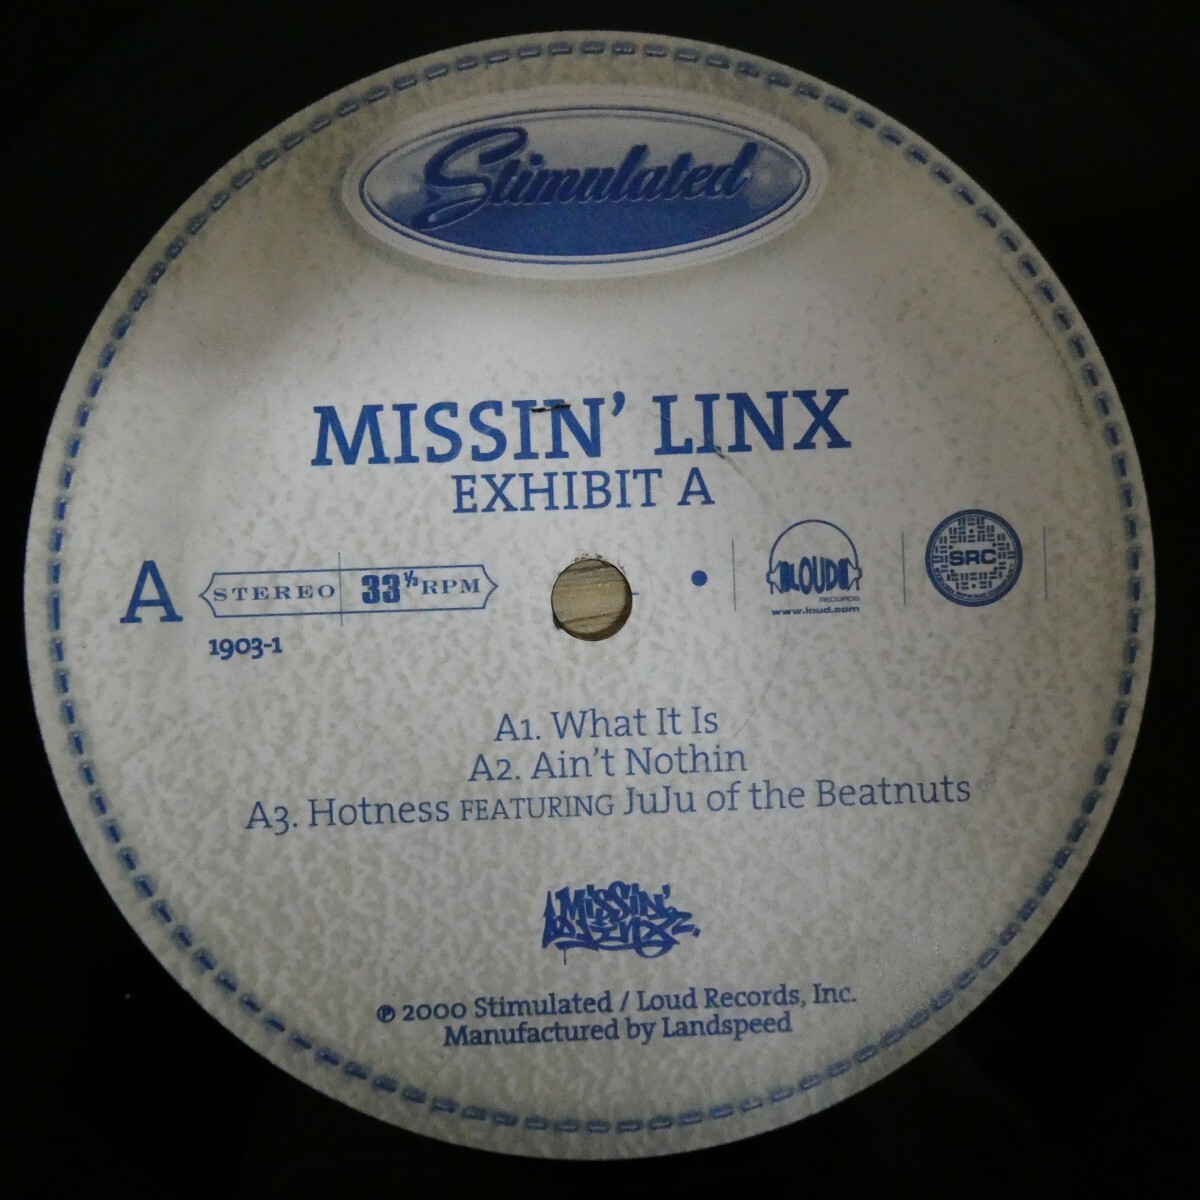 Stimulated
MISSIN' LINX
EXHIBIT A
A
STEREO 33⅓ RPM
1903-1
LOUD
RECORDS
www.loud.com
SRC
A1. What It Is
A2. Ain't Nothin
A3. Hotness FEATURING JuJu of the Beatnuts
MISSIN'
LINX
℗ 2000 Stimulated / Loud Records, Inc.
Manufactured by Landspeed